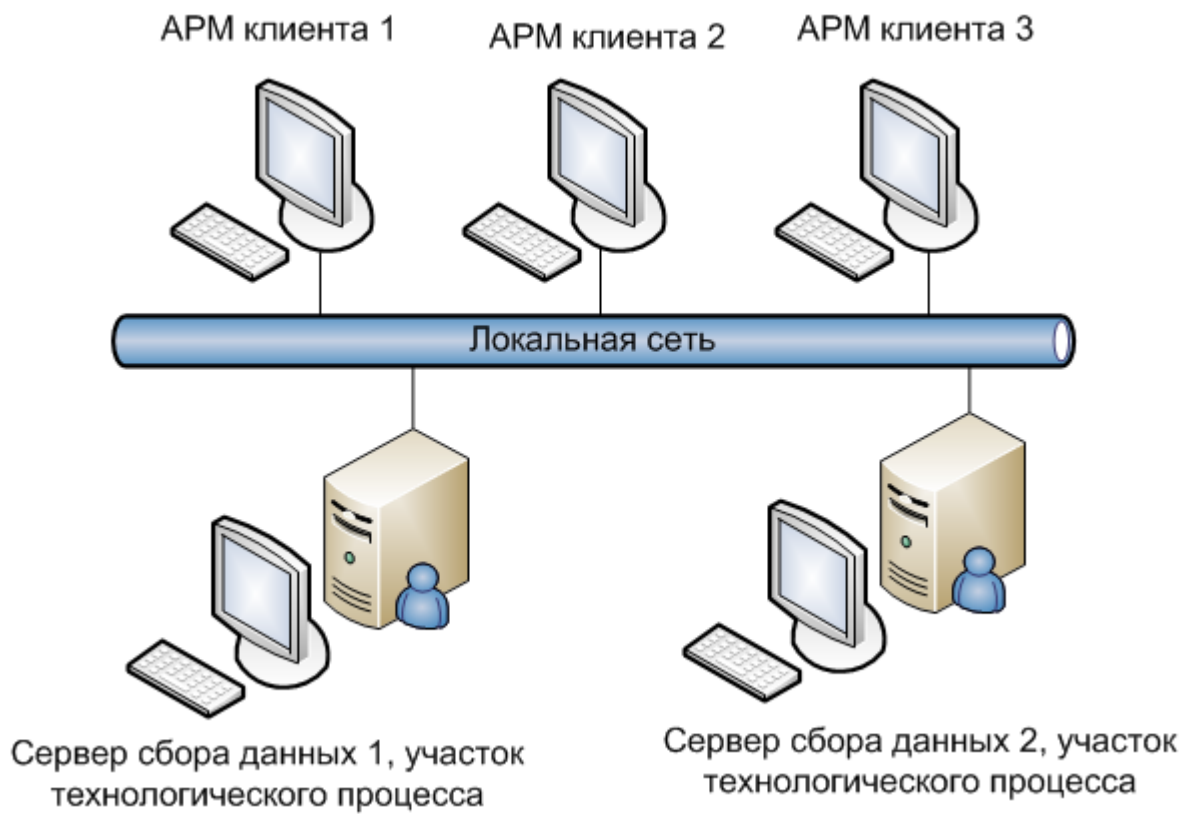 АРМ клиента 1
АРМ клиента 2
АРМ клиента 3
Локальная сеть
Сервер сбора данных 1, участок
технологического процесса
Сервер сбора данных 2, участок
технологического процесса